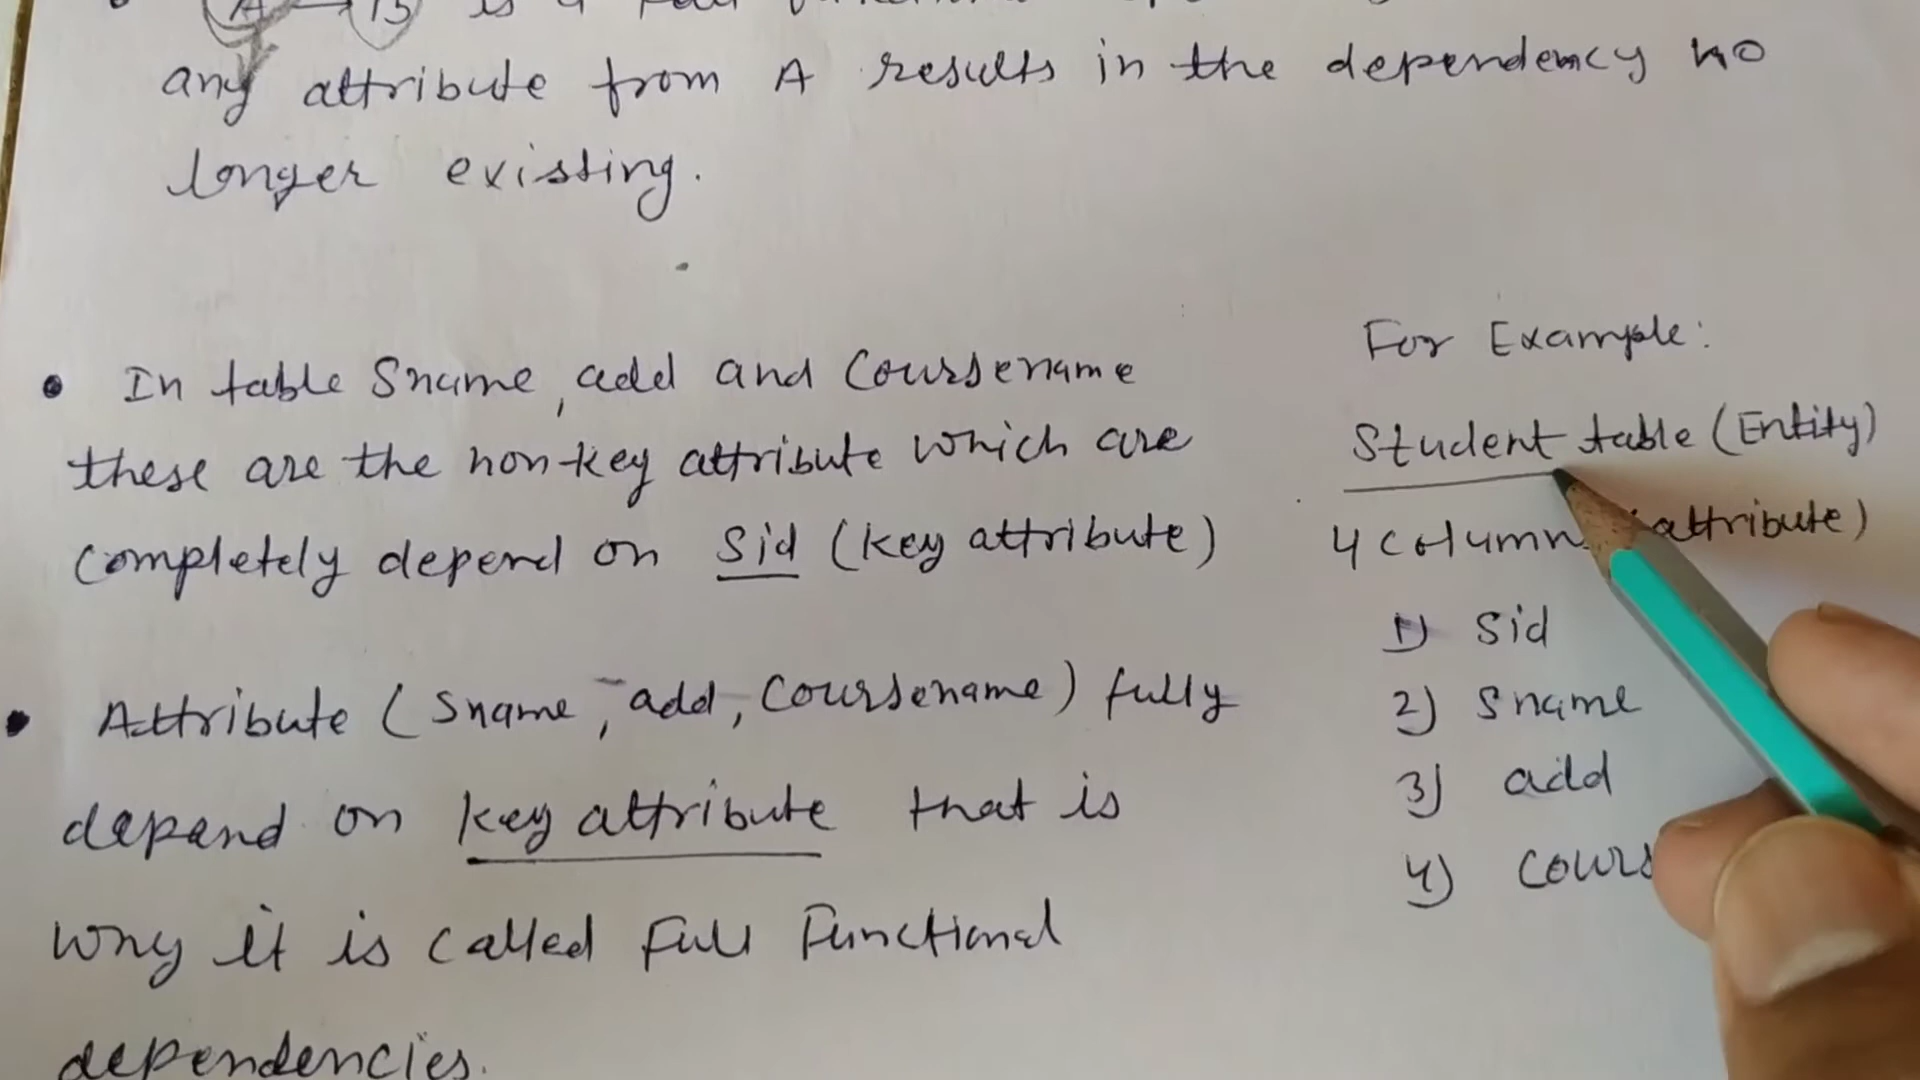 A → B is a
any attribute from A results in the dependency no
longer existing.
• In table Sname, add and Coursename
these are the non-key attribute which are
completely depend on Sid (key attribute)
• Attribute (Sname, add, Coursename) fully
depend on key attribute that is
why it is called Full Functional
dependencies.
For Example:
Student table (Entity)
4 column attribute)
1) Sid
2) Sname
3) add
4) Cours